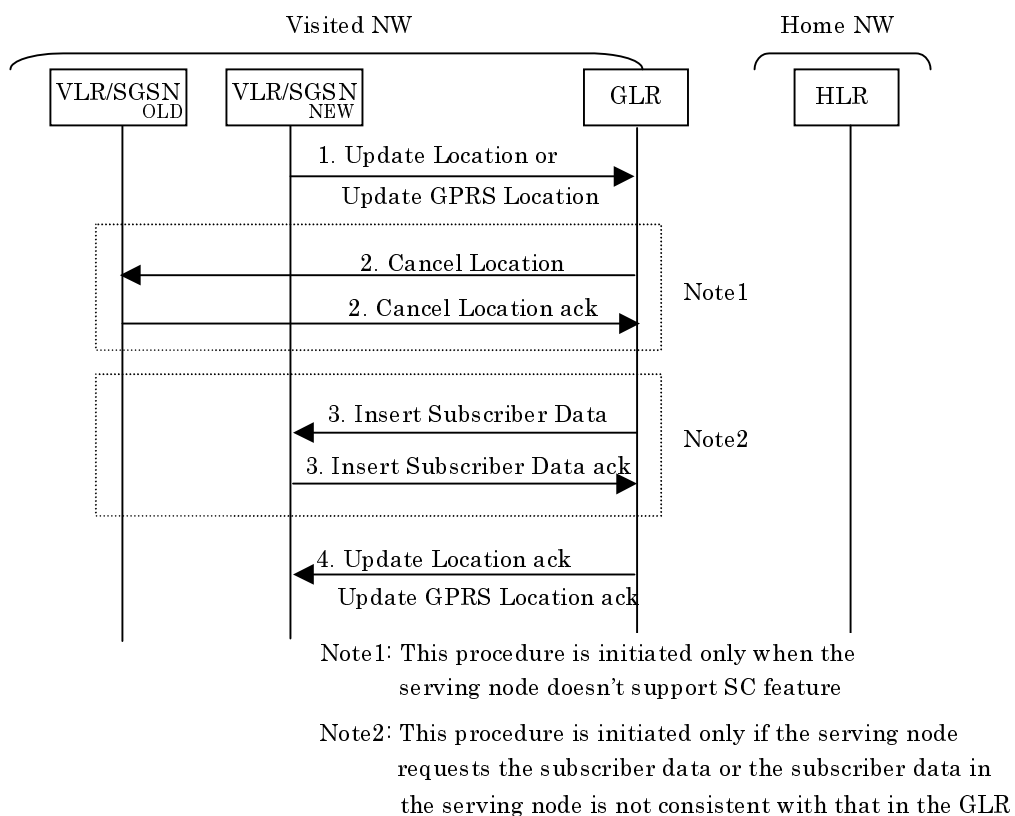 Visited NW
Home NW
VLR/SGSN
OLD
VLR/SGSN
NEW
GLR
HLR
1. Update Location or
Update GPRS Location
2. Cancel Location
Note1
2. Cancel Location ack
3. Insert Subscriber Data
Note2
3. Insert Subscriber Data ack
4. Update Location ack
Update GPRS Location ack
Note1: This procedure is initiated only when the
serving node doesn't support SC feature
Note2: This procedure is initiated only if the serving node
requests the subscriber data or the subscriber data in
the serving node is not consistent with that in the GLR